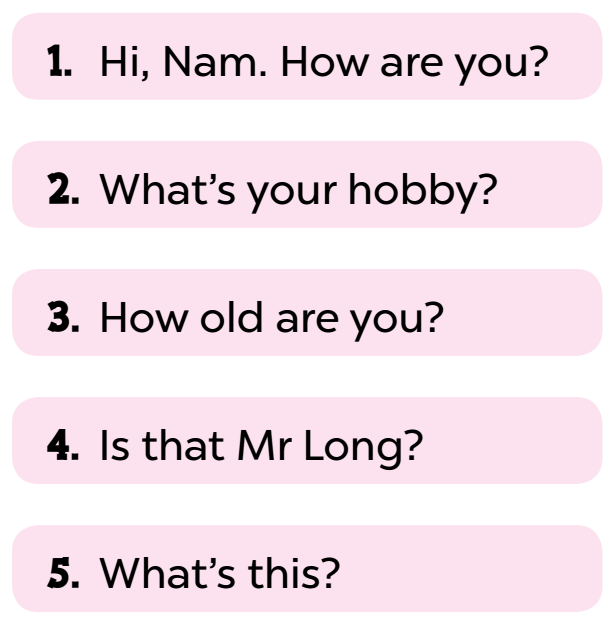 1. Hi, Nam. How are you?
2. What’s your hobby?
3. How old are you?
4. Is that Mr Long?
5. What’s this?